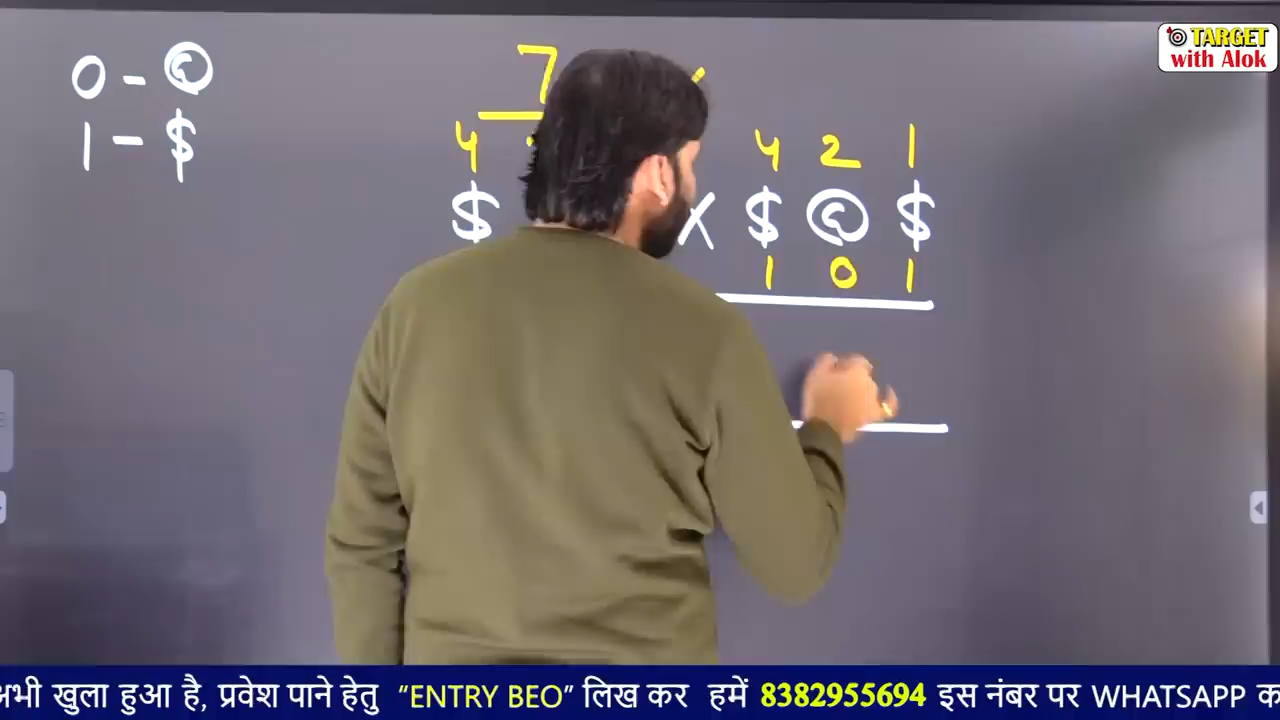 TARGET
with Alok
0 - @
1 - $
7
4 4 2 1
$ X $ @ $
1 0 1
अभी खुला हुआ है, प्रवेश पाने हेतु “ENTRY BEO” लिख कर हमें 8382955694 इस नंबर पर WHATSAPP क